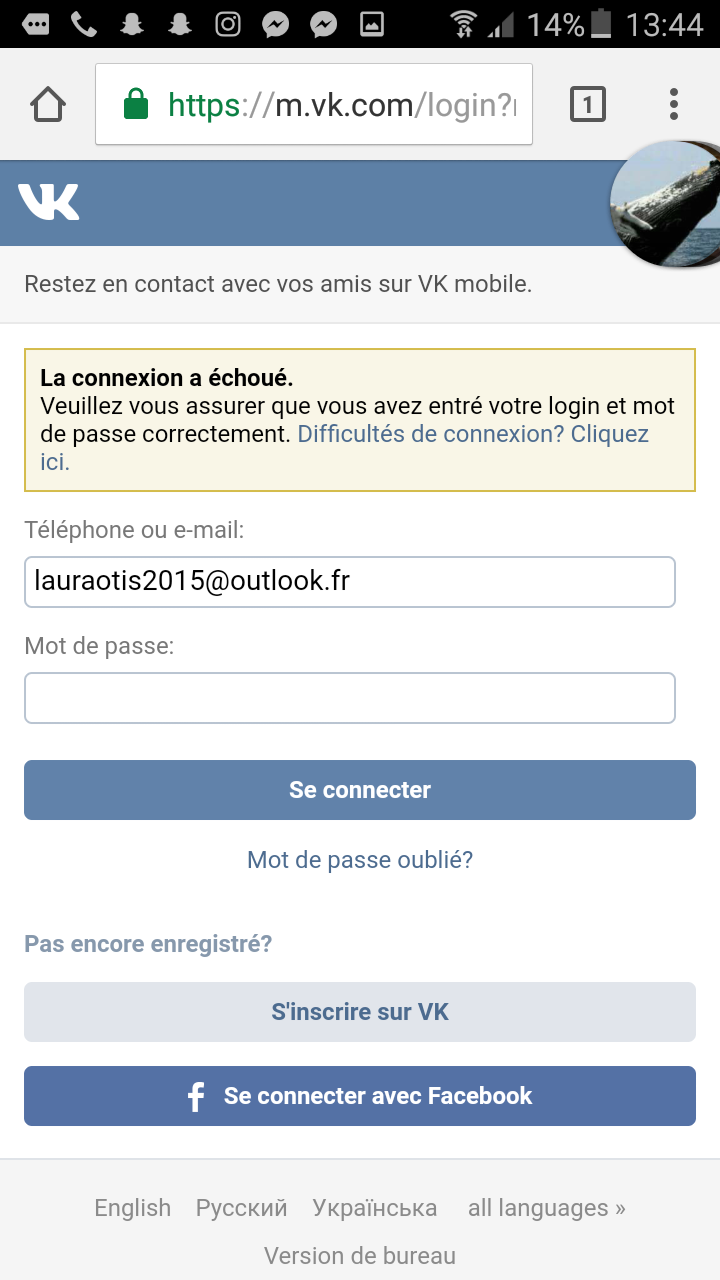 14% 13:44
https://m.vk.com/login?
1
Restez en contact avec vos amis sur VK mobile.
La connexion a échoué.
Veuillez vous assurer que vous avez entré votre login et mot
de passe correctement. Difficultés de connexion? Cliquez
ici.
Téléphone ou e-mail:
lauraotis2015@outlook.fr
Mot de passe:
Se connecter
Mot de passe oublié?
Pas encore enregistré?
S'inscrire sur VK
f Se connecter avec Facebook
English Русский Українська all languages »
Version de bureau